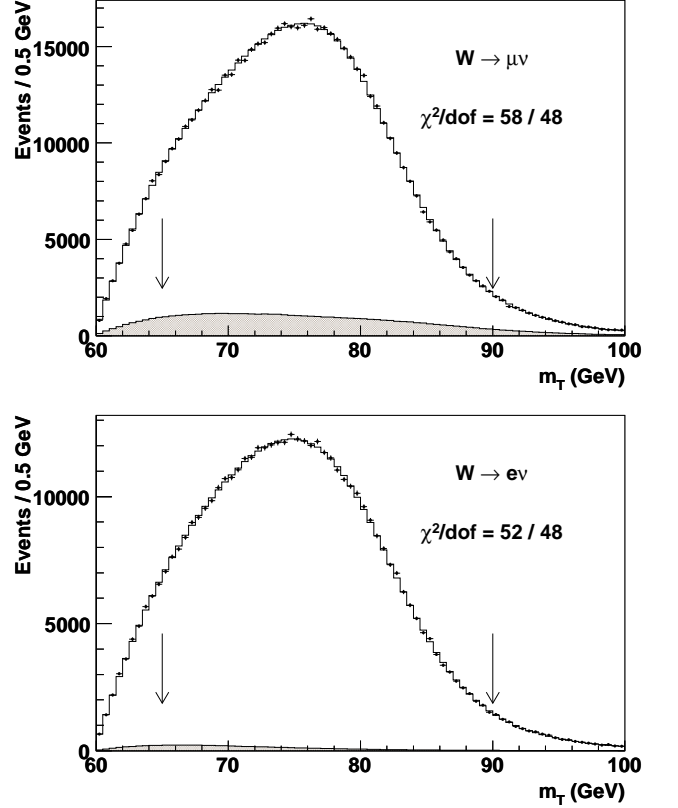 Events / 0.5 GeV
15000
10000
5000
0
W → μν
χ²/dof = 58 / 48
60 70 80 90 100
m_T (GeV)
Events / 0.5 GeV
10000
5000
0
W → eν
χ²/dof = 52 / 48
60 70 80 90 100
m_T (GeV)